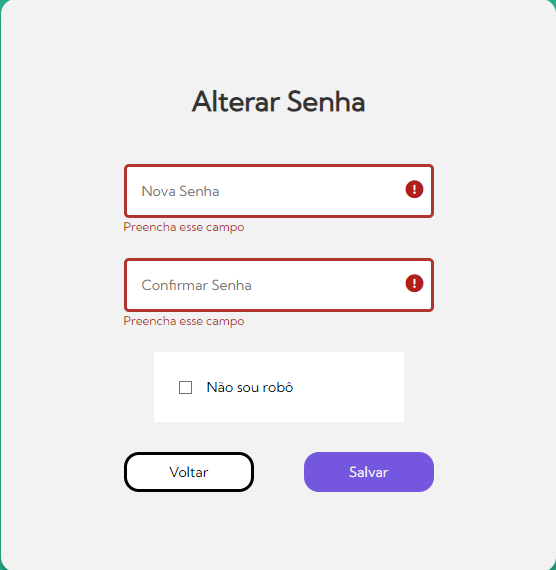 Alterar Senha
Nova Senha
Preencha esse campo
Confirmar Senha
Preencha esse campo
Não sou robô
Voltar
Salvar